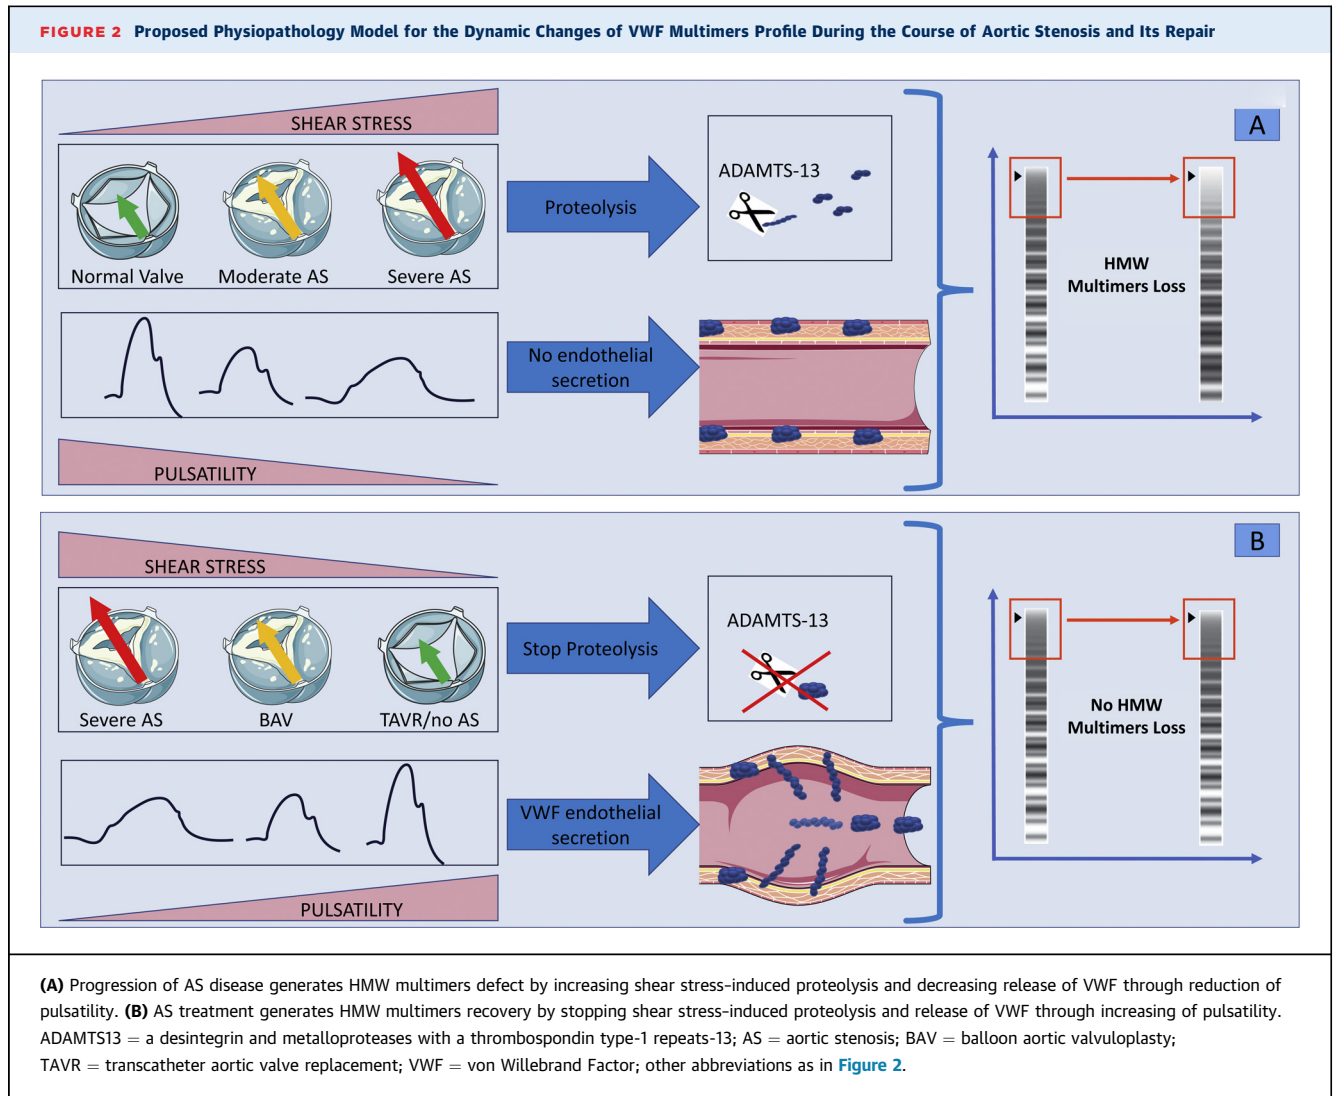 FIGURE 2 Proposed Physiopathology Model for the Dynamic Changes of VWF Multimers Profile During the Course of Aortic Stenosis and Its Repair
A
SHEAR STRESS
Normal Valve
Moderate AS
Severe AS
Proteolysis
ADAMTS-13
No endothelial
secretion
PULSATILITY
HMW
Multimers Loss
B
SHEAR STRESS
Severe AS
BAV
TAVR/no AS
Stop Proteolysis
ADAMTS-13
VWF endothelial
secretion
PULSATILITY
No HMW
Multimers Loss
(A) Progression of AS disease generates HMW multimers defect by increasing shear stress-induced proteolysis and decreasing release of VWF through reduction of
pulsatility. (B) AS treatment generates HMW multimers recovery by stopping shear stress-induced proteolysis and release of VWF through increasing of pulsatility.
ADAMTS13 = a desintegrin and metalloproteases with a thrombospondin type-1 repeats-13; AS = aortic stenosis; BAV = balloon aortic valvuloplasty;
TAVR = transcatheter aortic valve replacement; VWF = von Willebrand Factor; other abbreviations as in Figure 2.